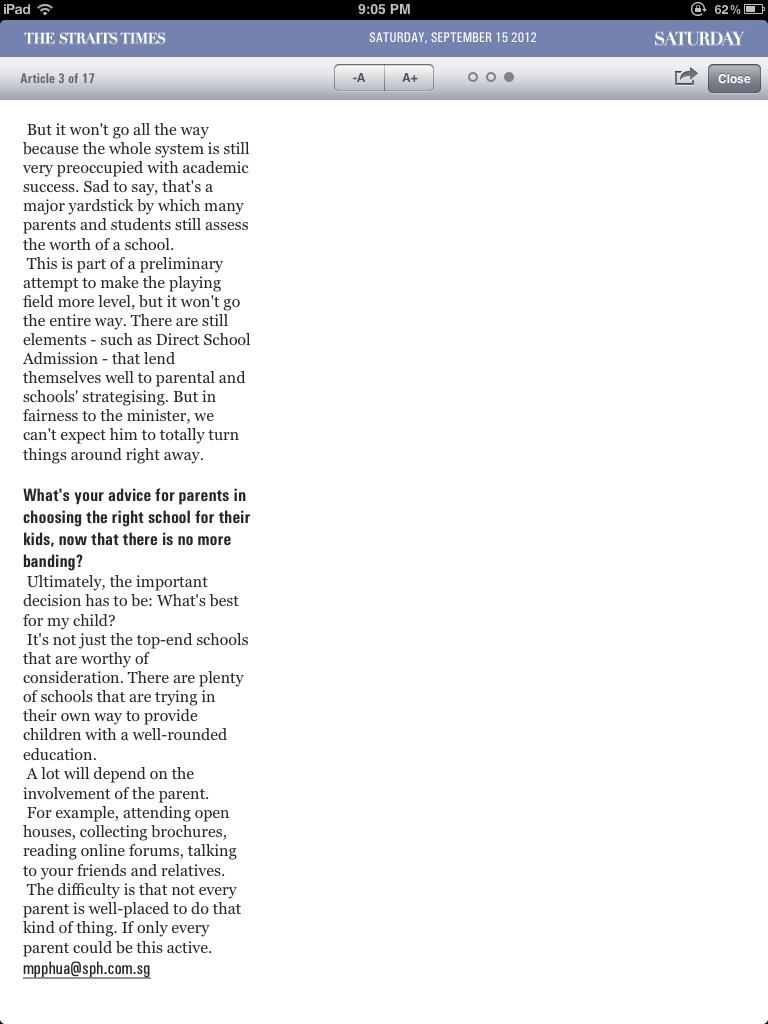 iPad
9:05 PM
62%
THE STRAITS TIMES
SATURDAY, SEPTEMBER 15 2012
SATURDAY
Article 3 of 17
-A
A+
Close
But it won't go all the way
because the whole system is still
very preoccupied with academic
success. Sad to say, that's a
major yardstick by which many
parents and students still assess
the worth of a school.
This is part of a preliminary
attempt to make the playing
field more level, but it won't go
the entire way. There are still
elements - such as Direct School
Admission - that lend
themselves well to parental and
schools' strategising. But in
fairness to the minister, we
can't expect him to totally turn
things around right away.
What's your advice for parents in
choosing the right school for their
kids, now that there is no more
banding?
Ultimately, the important
decision has to be: What's best
for my child?
It's not just the top-end schools
that are worthy of
consideration. There are plenty
of schools that are trying in
their own way to provide
children with a well-rounded
education.
A lot will depend on the
involvement of the parent.
For example, attending open
houses, collecting brochures,
reading online forums, talking
to your friends and relatives.
The difficulty is that not every
parent is well-placed to do that
kind of thing. If only every
parent could be this active.
mpphua@sph.com.sg